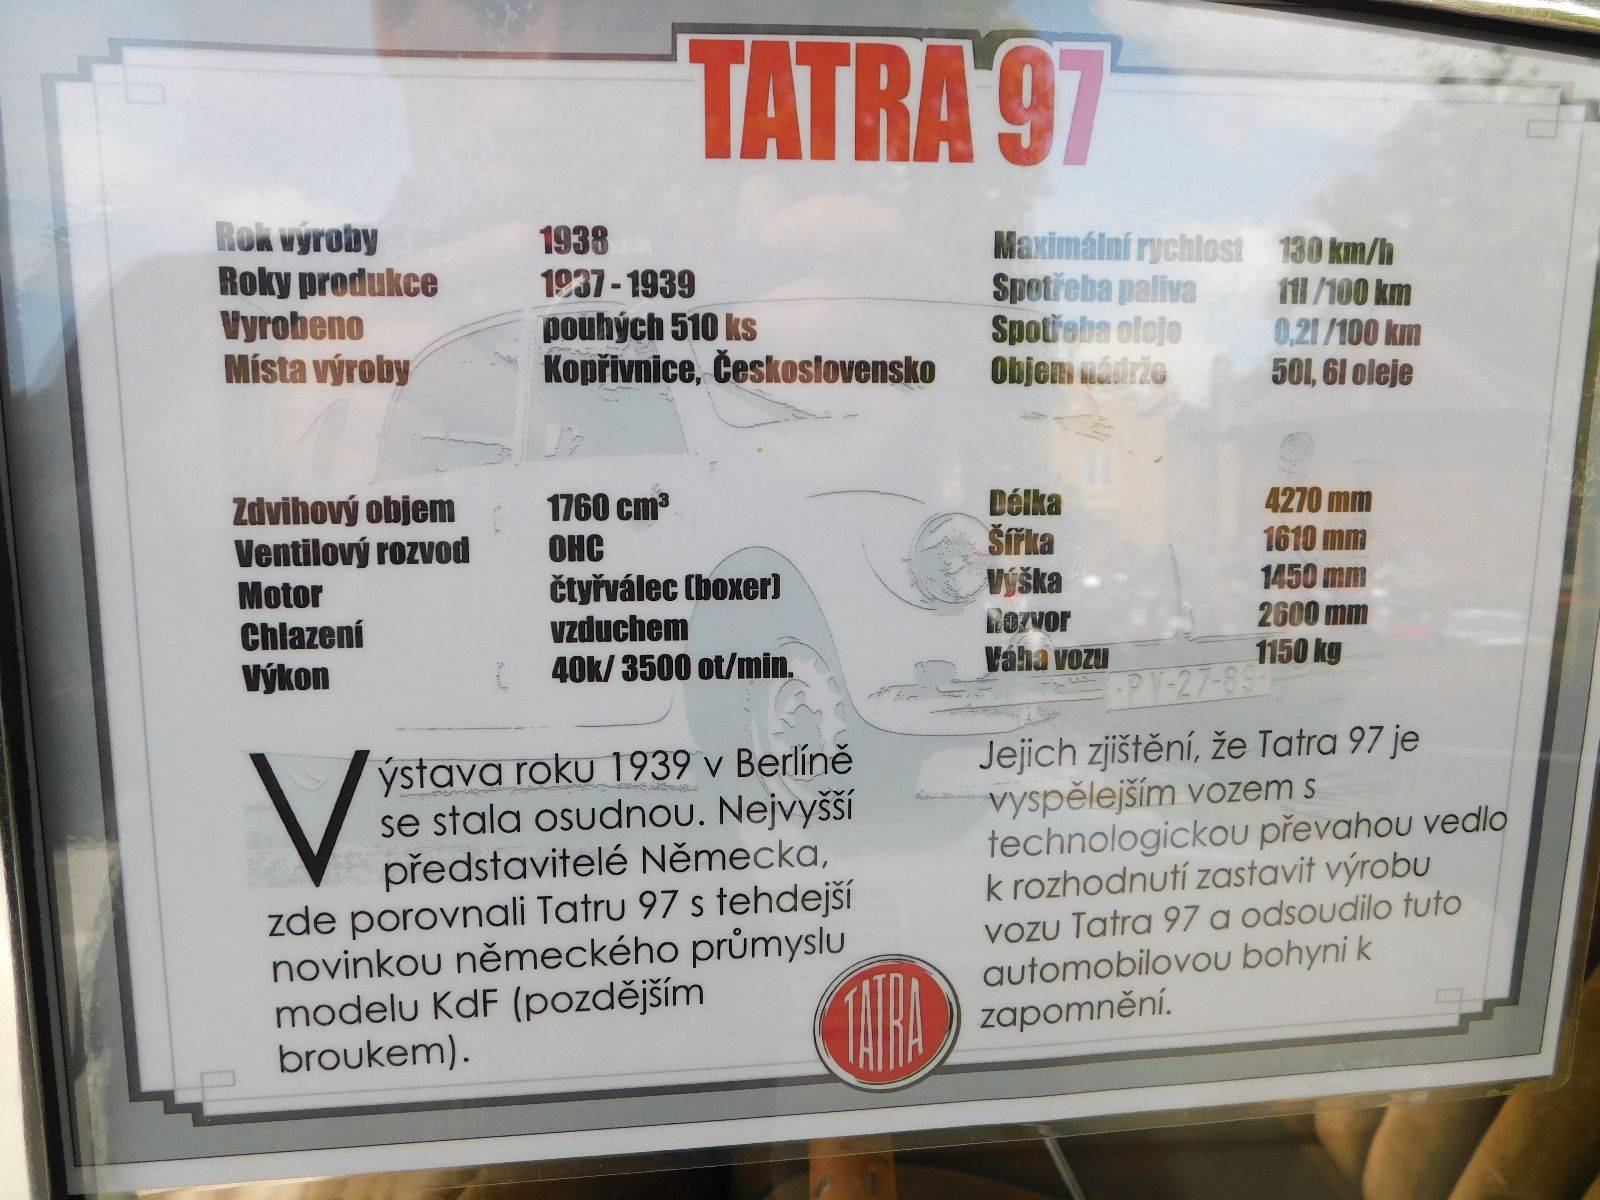 TATRA 97
Rok výroby 1938
Roky produkce 1937 - 1939
Vyrobeno pouhých 510 ks
Místa výroby Kopřivnice, Československo
Maximální rychlost 130 km/h
Spotřeba paliva 11l /100 km
Spotřeba oleje 0,2l /100 km
Objem nádrže 50l, 6l oleje
Zdvihový objem 1760 cm³
Ventilový rozvod OHC
Motor čtyřválec (boxer)
Chlazení vzduchem
Výkon 40k/ 3500 ot/min.
Délka 4270 mm
Šířka 1610 mm
Výška 1450 mm
Rozvor 2600 mm
Váha vozu 1150 kg
PV-27-89
Výstava roku 1939 v Berlíně
se stala osudnou. Nejvyšší
představitelé Německa,
zde porovnali Tatru 97 s tehdejší
novinkou německého průmyslu
modelu KdF (pozdějším
broukem).
Jejich zjištění, že Tatra 97 je
vyspělejším vozem s
technologickou převahou vedlo
k rozhodnutí zastavit výrobu
vozu Tatra 97 a odsoudilo tuto
automobilovou bohyni k
zapomnění.
TATRA